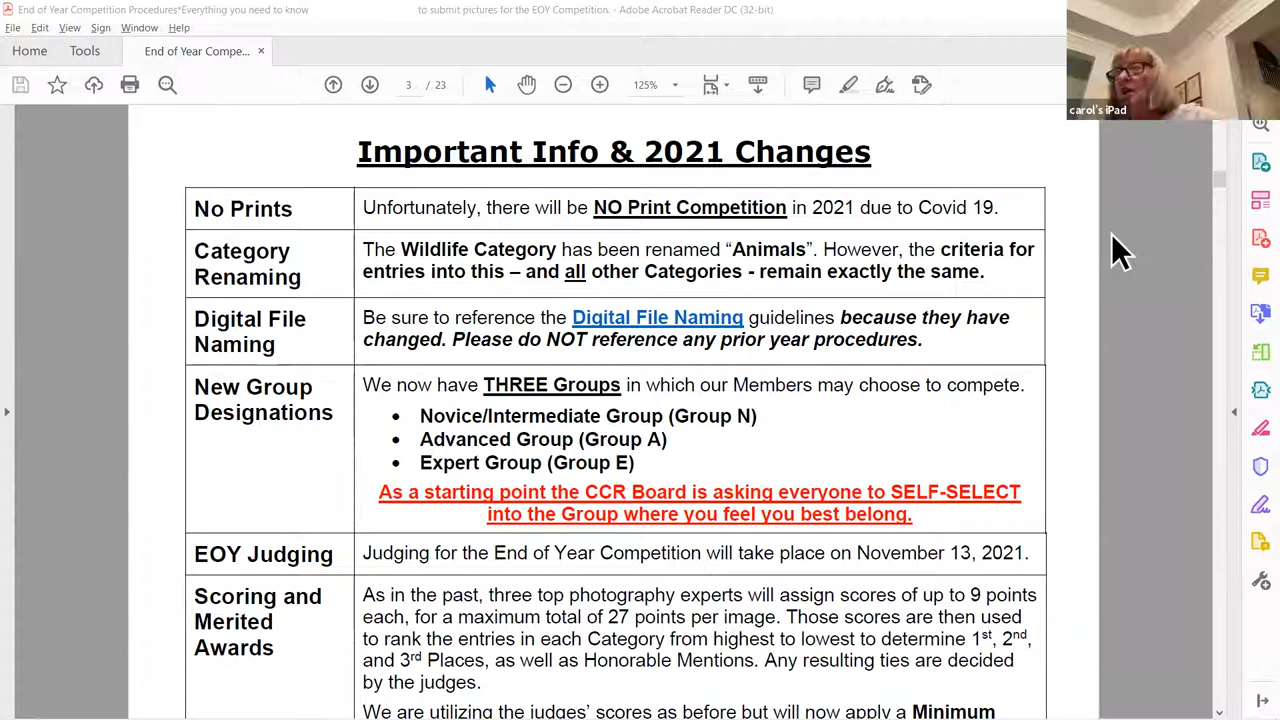 End of Year Competition Procedures*Everything you need to know to submit pictures for the EOY Competition. - Adobe Acrobat Reader DC (32-bit)
File Edit View Sign Window Help
Home Tools End of Year Compe... ×
3 / 23 125%
carol's iPad
Important Info & 2021 Changes
No Prints
Unfortunately, there will be NO Print Competition in 2021 due to Covid 19.
Category
Renaming
The Wildlife Category has been renamed “Animals”. However, the criteria for
entries into this – and all other Categories - remain exactly the same.
Digital File
Naming
Be sure to reference the Digital File Naming guidelines because they have
changed. Please do NOT reference any prior year procedures.
New Group
Designations
We now have THREE Groups in which our Members may choose to compete.
• Novice/Intermediate Group (Group N)
• Advanced Group (Group A)
• Expert Group (Group E)
As a starting point the CCR Board is asking everyone to SELF-SELECT
into the Group where you feel you best belong.
EOY Judging
Judging for the End of Year Competition will take place on November 13, 2021.
Scoring and
Merited
Awards
As in the past, three top photography experts will assign scores of up to 9 points
each, for a maximum total of 27 points per image. Those scores are then used
to rank the entries in each Category from highest to lowest to determine 1st, 2nd,
and 3rd Places, as well as Honorable Mentions. Any resulting ties are decided
by the judges.
We are utilizing the judges’ scores as before but will now apply a Minimum